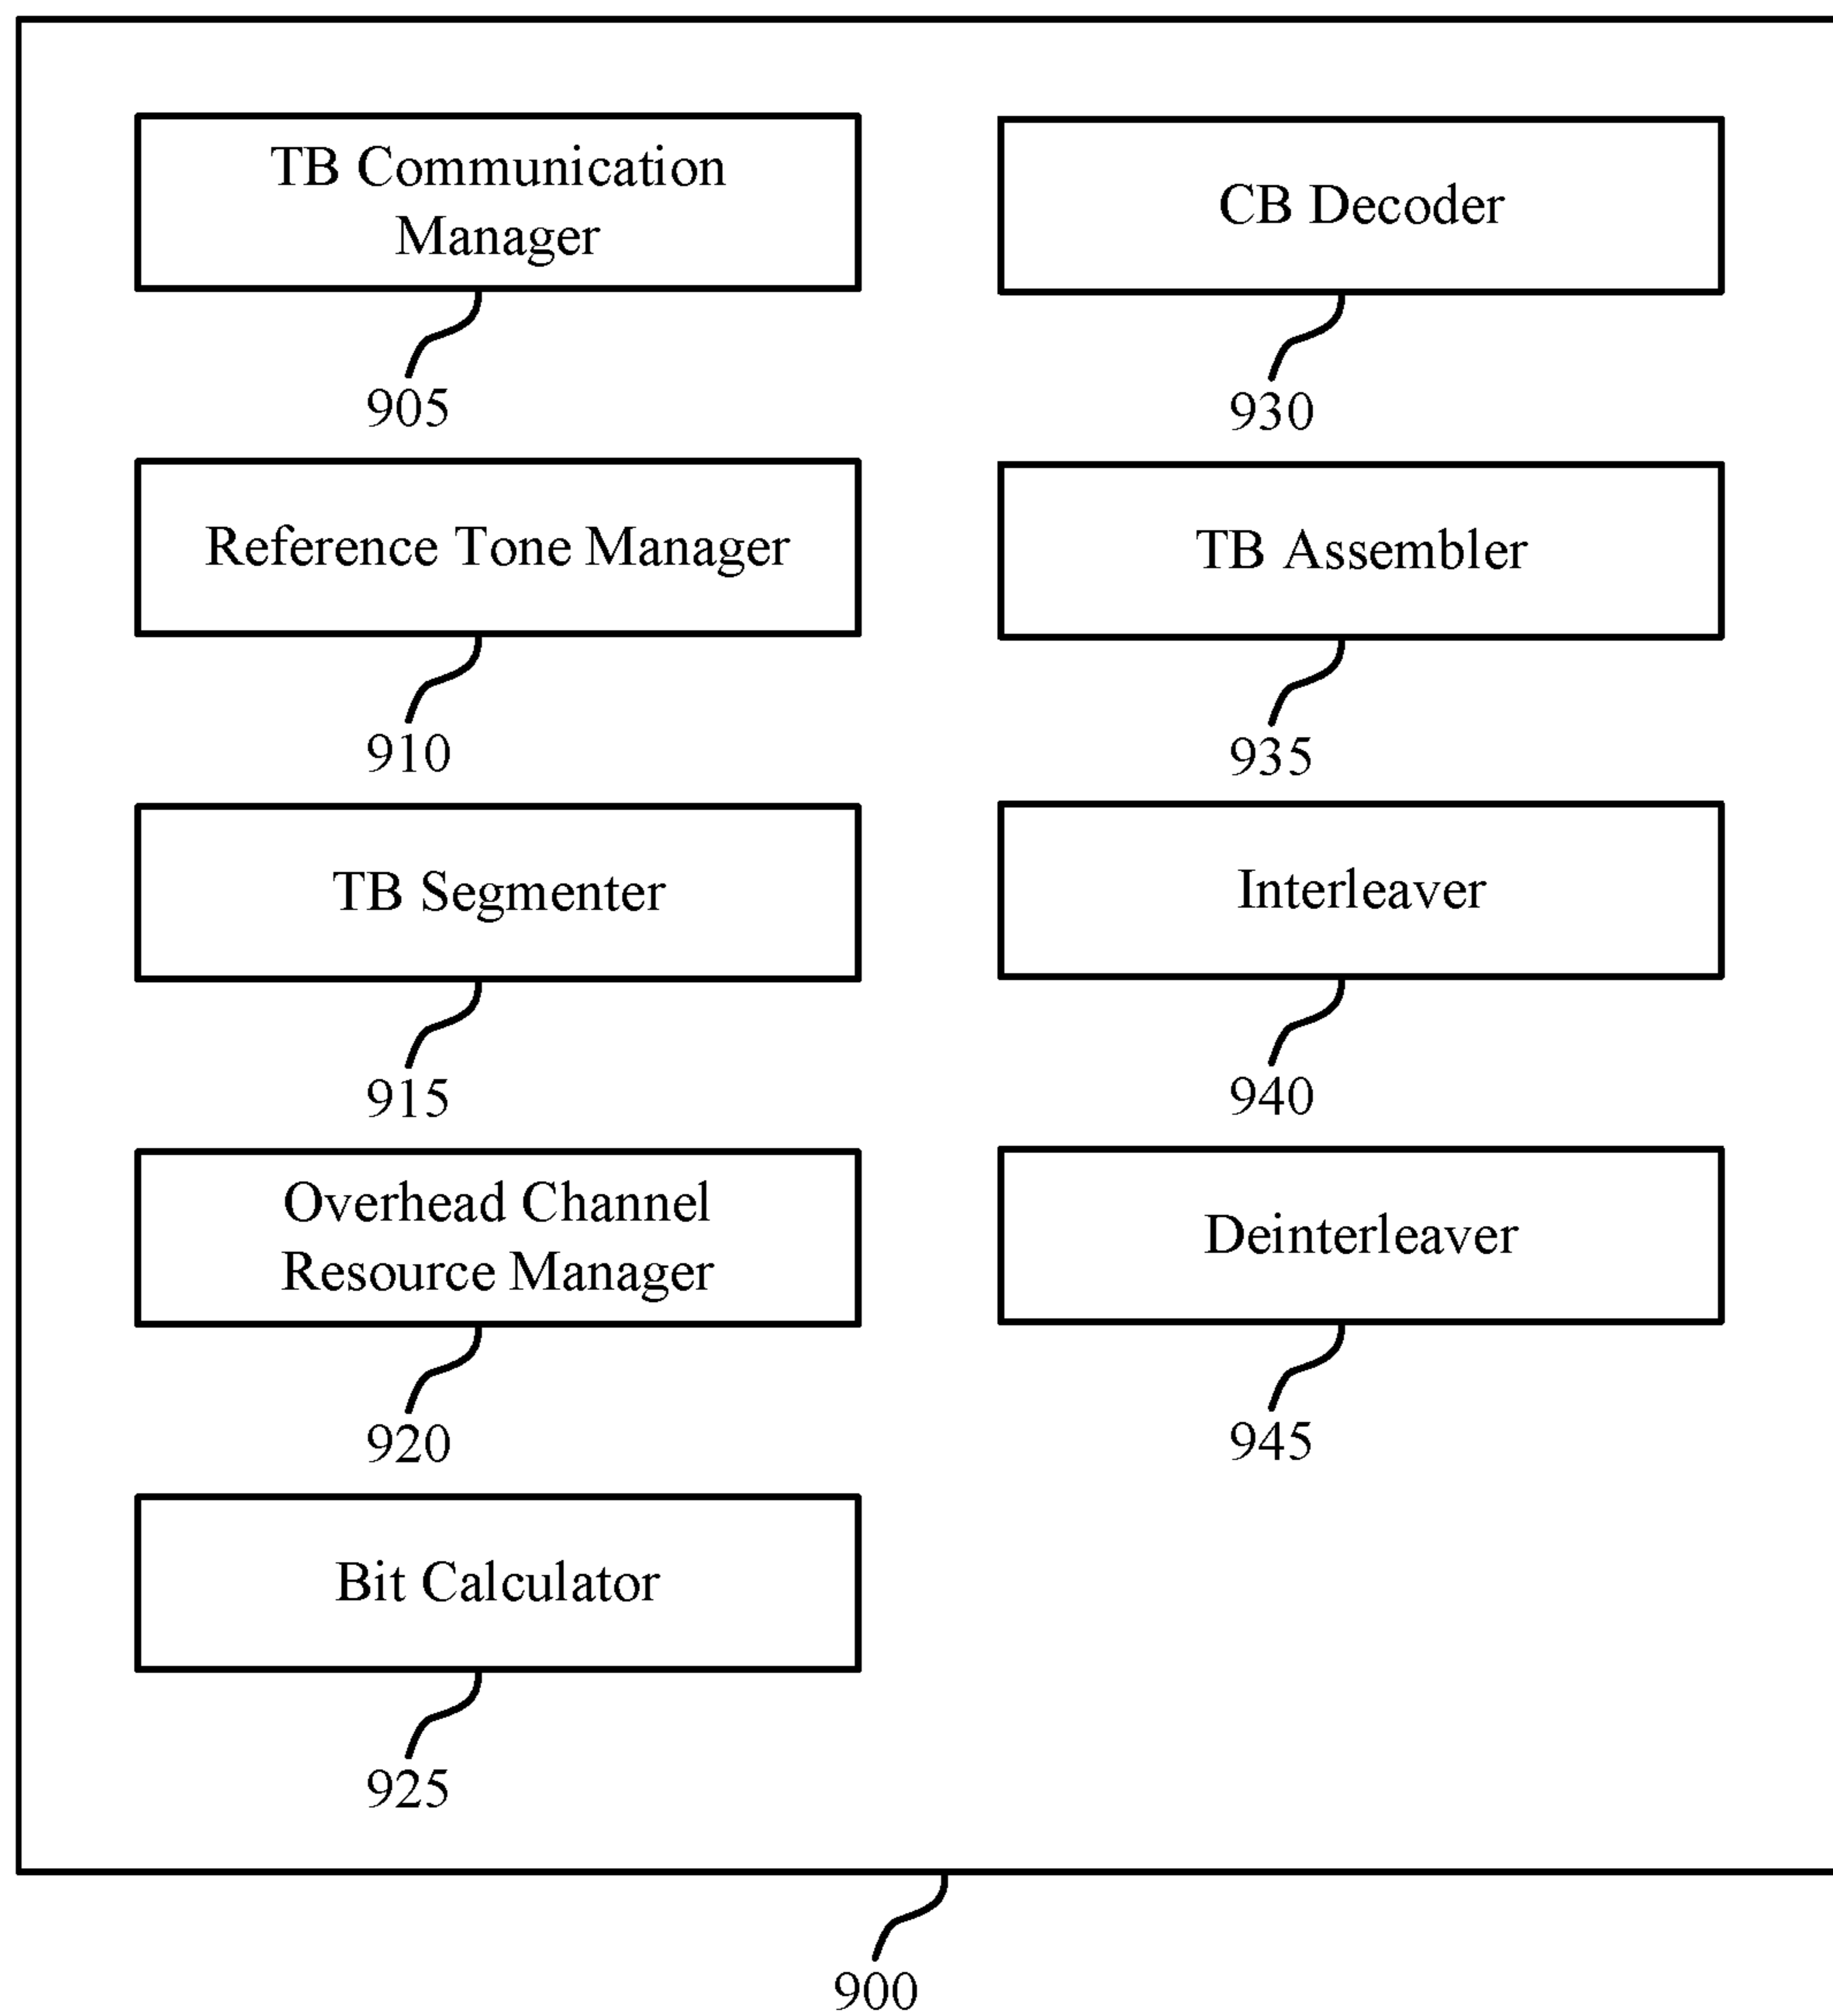 TB Communication
Manager
905
Reference Tone Manager
910
TB Segmenter
915
Overhead Channel
Resource Manager
920
Bit Calculator
925
CB Decoder
930
TB Assembler
935
Interleaver
940
Deinterleaver
945
900